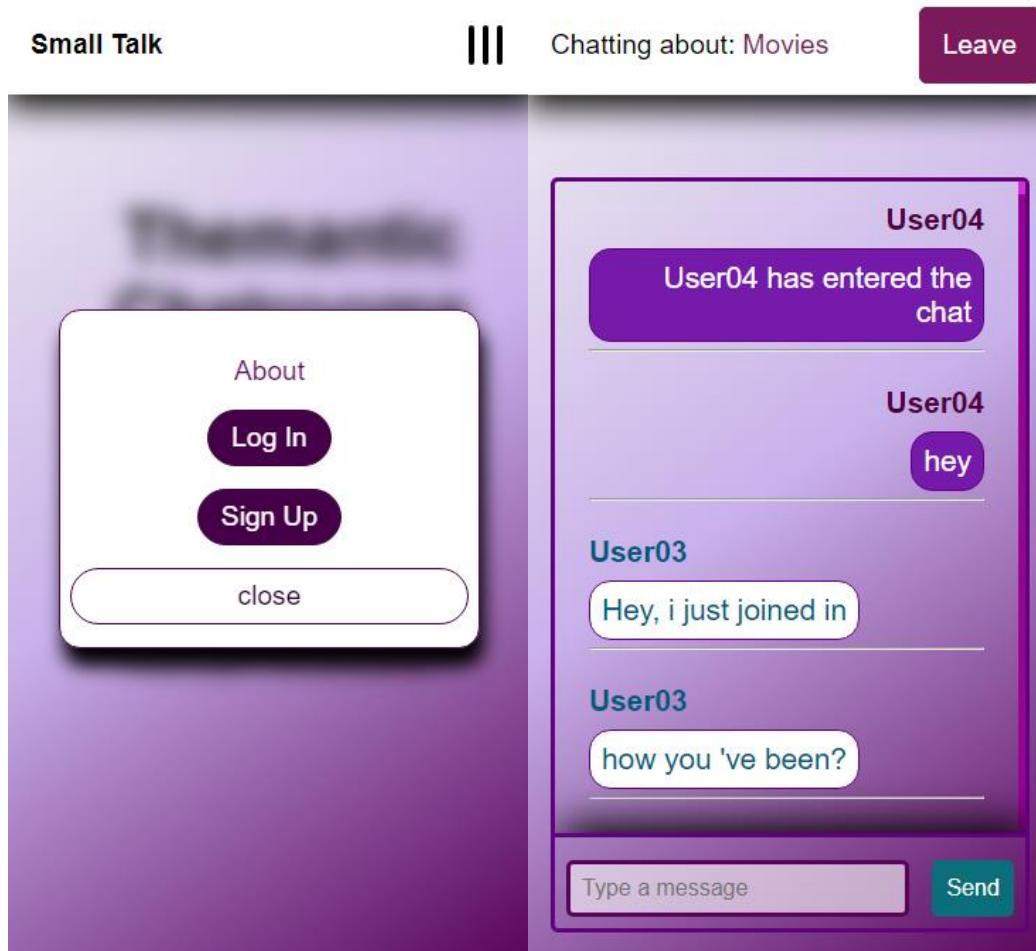 Small Talk
Themantic
About
Log In
Sign Up
close
Chatting about: Movies
Leave
User04
User04 has entered the
chat
User04
hey
User03
Hey, i just joined in
User03
how you 've been?
Type a message
Send